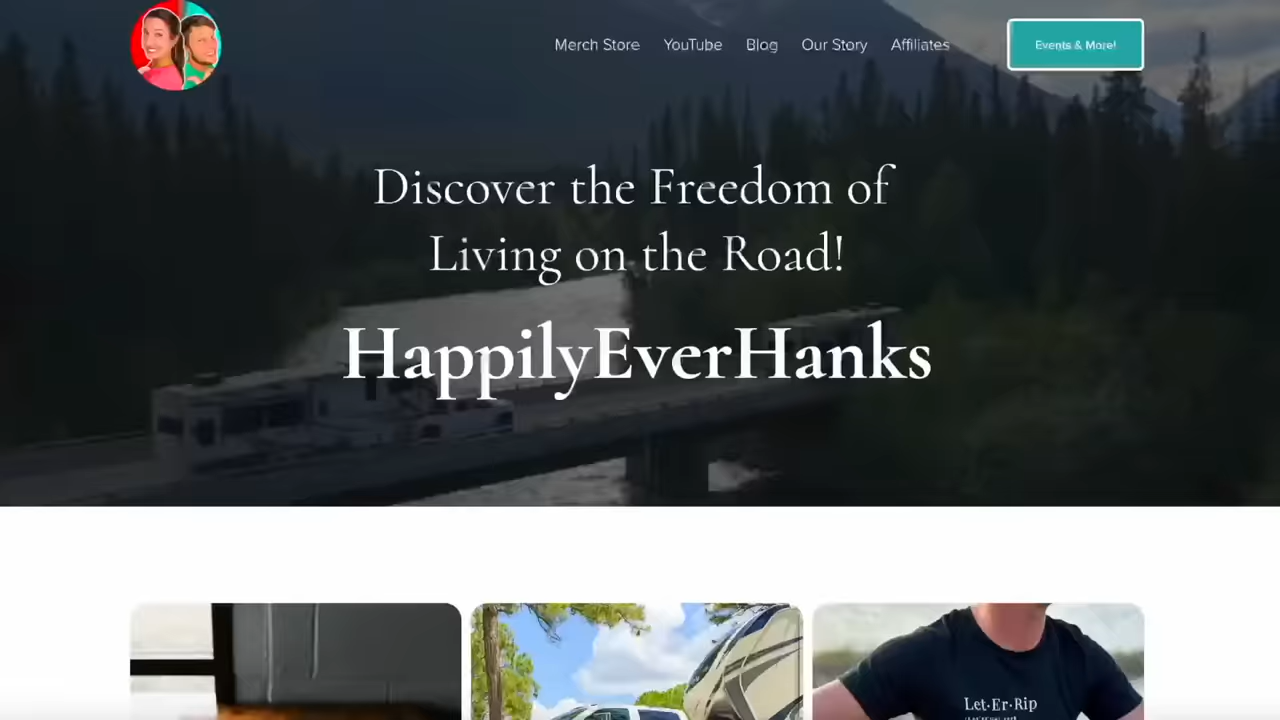 Merch Store YouTube Blog Our Story Affiliates Events & More!
Discover the Freedom of
Living on the Road!
HappilyEverHanks
Let·Er·Rip